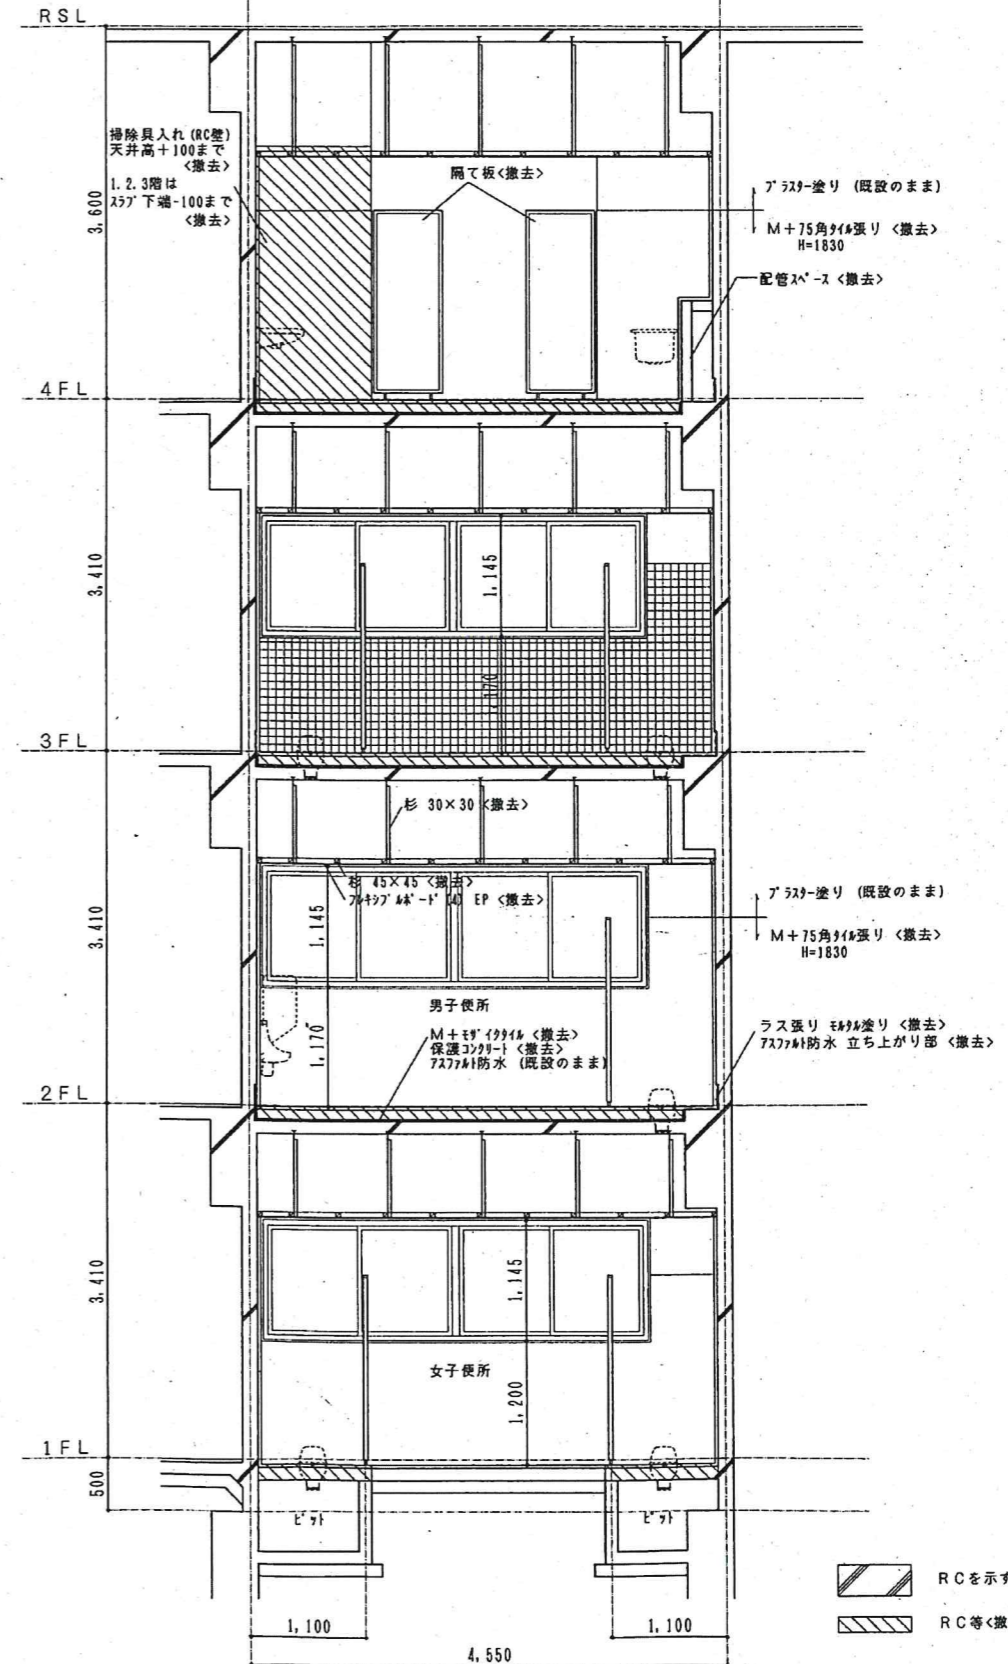 RSL
掃除具入れ (RC壁)
天井高+100まで
<撤去>
1.2.3階は
スラブ下端-100まで
<撤去>
3,600
隔て板<撤去>
プラスター塗り (既設のまま)
M+75角タイル張り <撤去>
H=1830
配管スペース <撤去>
4FL
3,410
1,145
1,170
3FL
杉 30×30 <撤去>
杉 45×45 <撤去>
フレキシブルボード (4) EP <撤去>
3,410
1,145
プラスター塗り (既設のまま)
M+75角タイル張り <撤去>
H=1830
男子便所
1,170
M+モザイクタイル <撤去>
保護コンクリート <撤去>
アスファルト防水 (既設のまま)
ラス張り モルタル塗り <撤去>
アスファルト防水 立ち上がり部 <撤去>
2FL
3,410
1,145
女子便所
1,200
1FL
500
ピット
ピット
1,100
1,100
4,550
RCを示す
RC等<撤